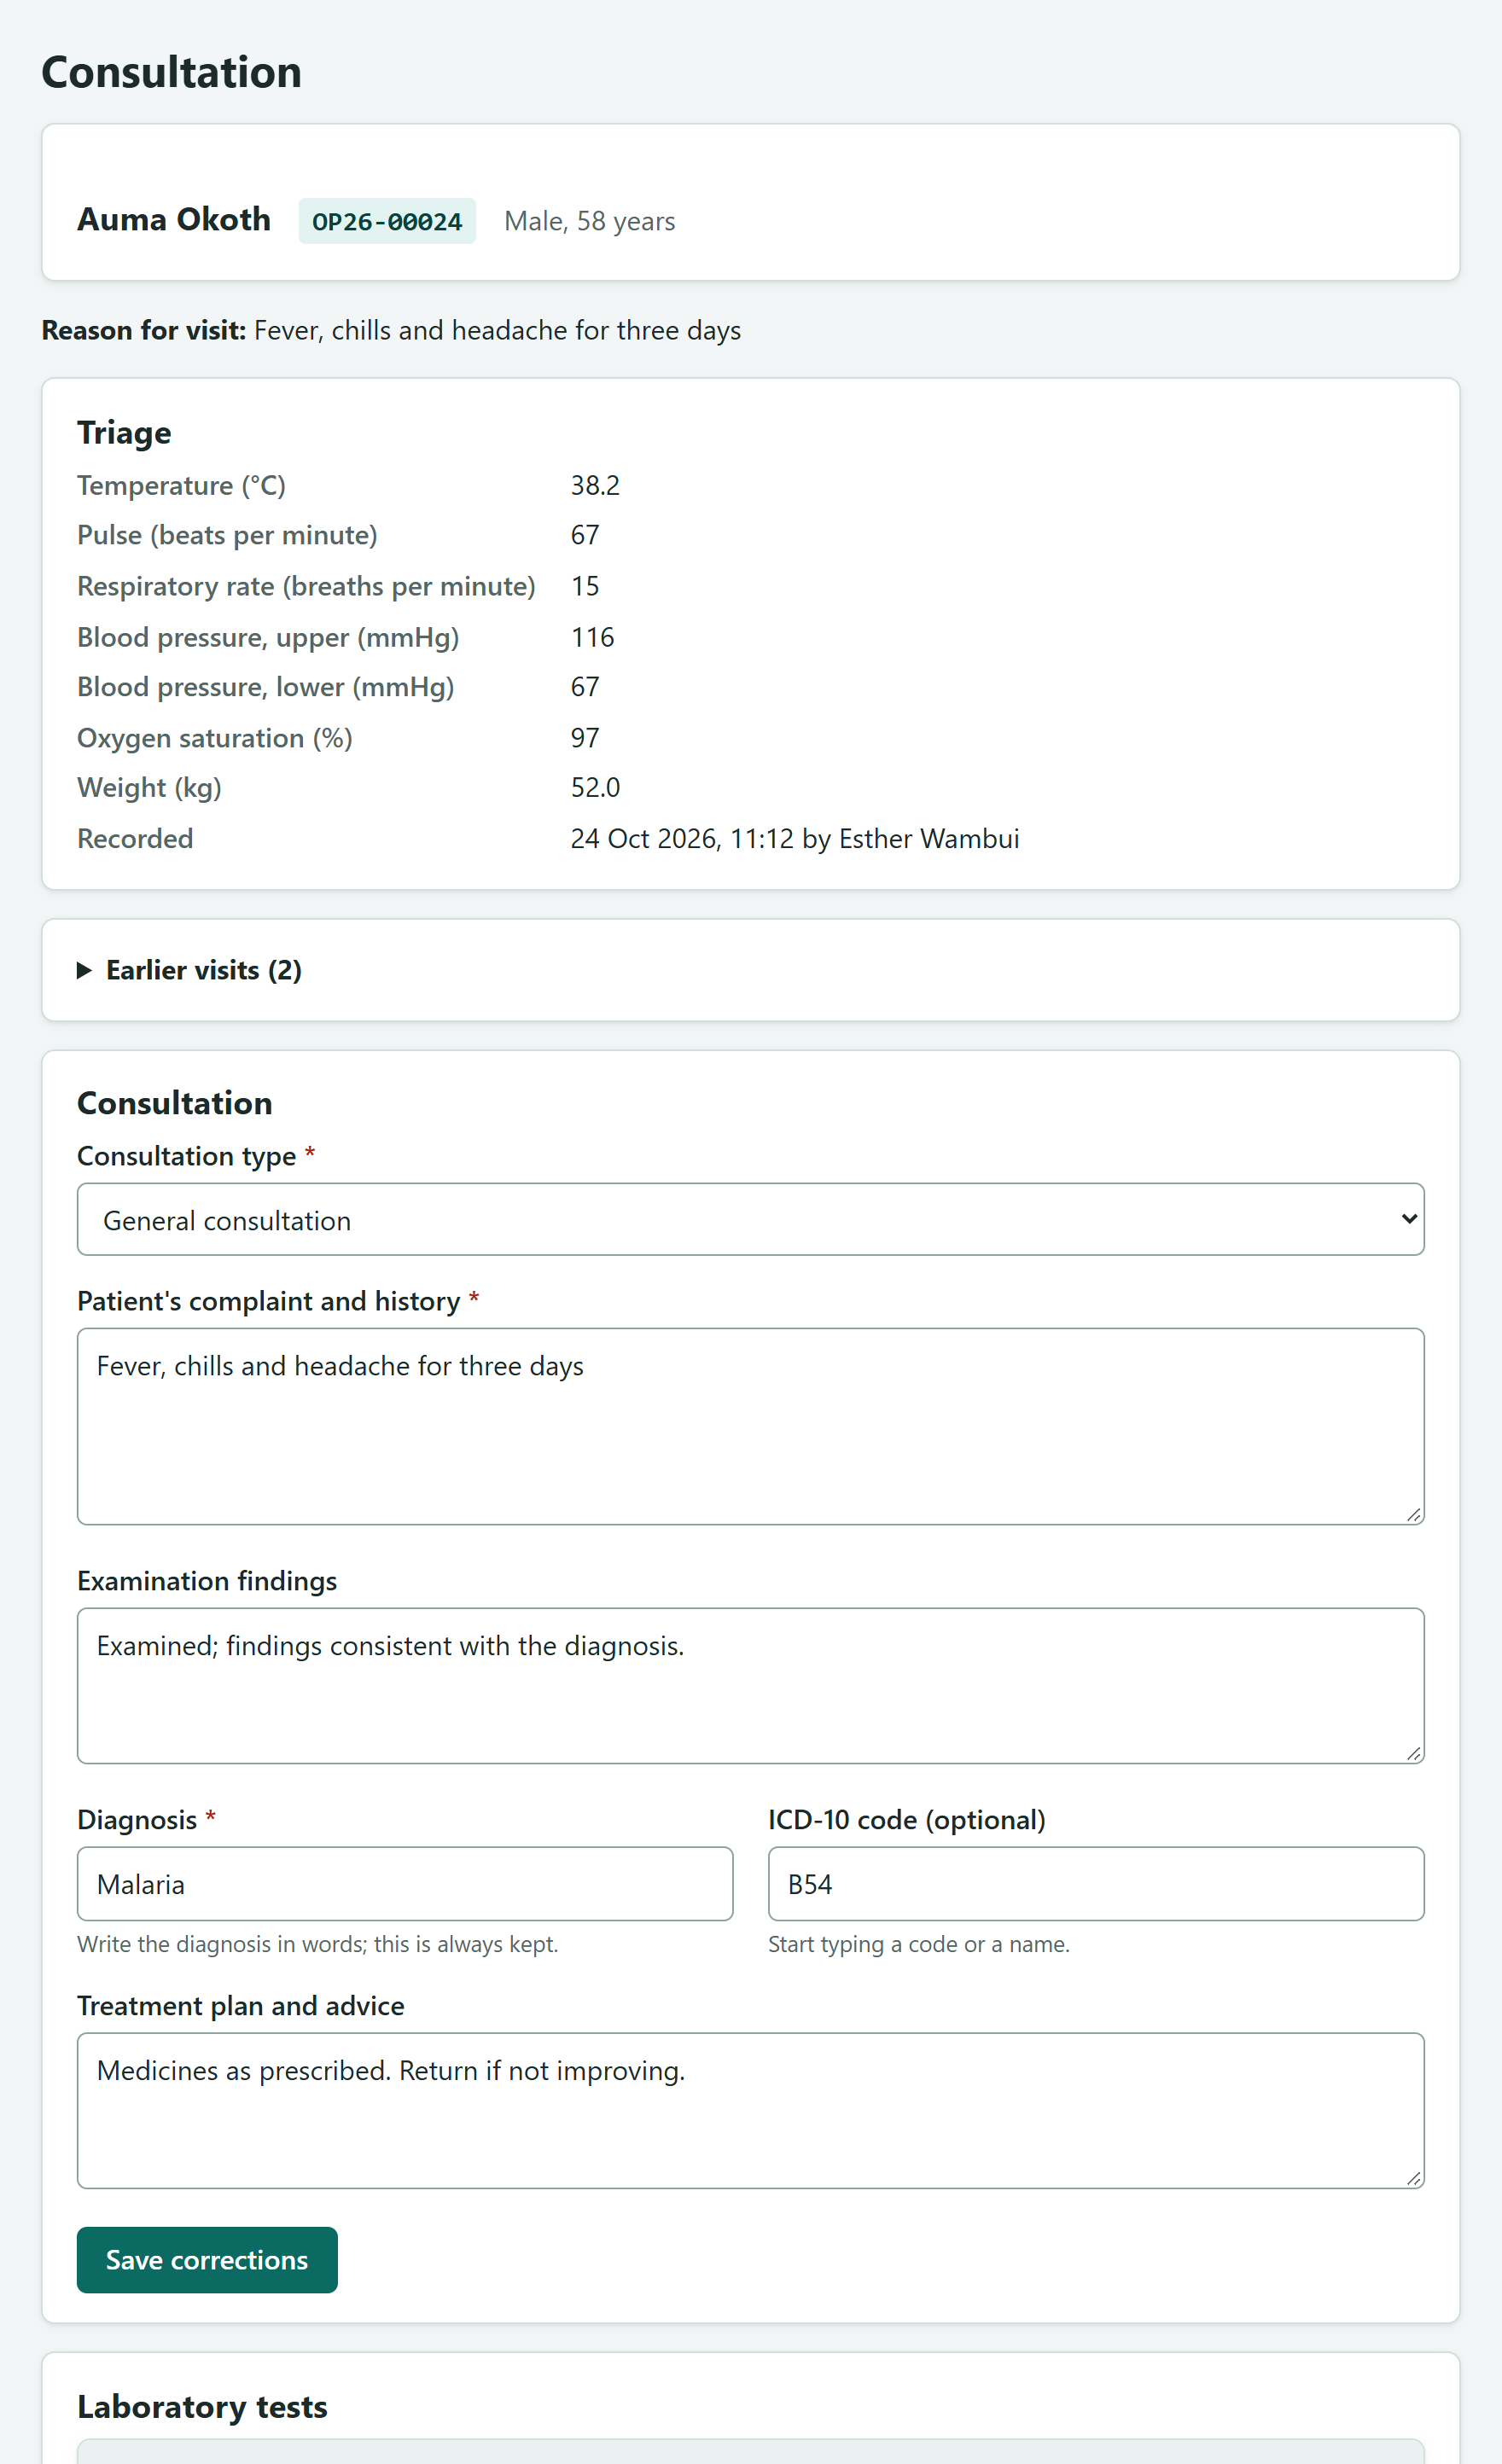 Consultation
Auma Okoth OP26-00024 Male, 58 years
Reason for visit: Fever, chills and headache for three days
Triage
Temperature (°C) 38.2
Pulse (beats per minute) 67
Respiratory rate (breaths per minute) 15
Blood pressure, upper (mmHg) 116
Blood pressure, lower (mmHg) 67
Oxygen saturation (%) 97
Weight (kg) 52.0
Recorded 24 Oct 2026, 11:12 by Esther Wambui
Earlier visits (2)
Consultation
Consultation type *
General consultation
Patient's complaint and history *
Fever, chills and headache for three days
Examination findings
Examined; findings consistent with the diagnosis.
Diagnosis * ICD-10 code (optional)
Malaria B54
Write the diagnosis in words; this is always kept. Start typing a code or a name.
Treatment plan and advice
Medicines as prescribed. Return if not improving.
Save corrections
Laboratory tests